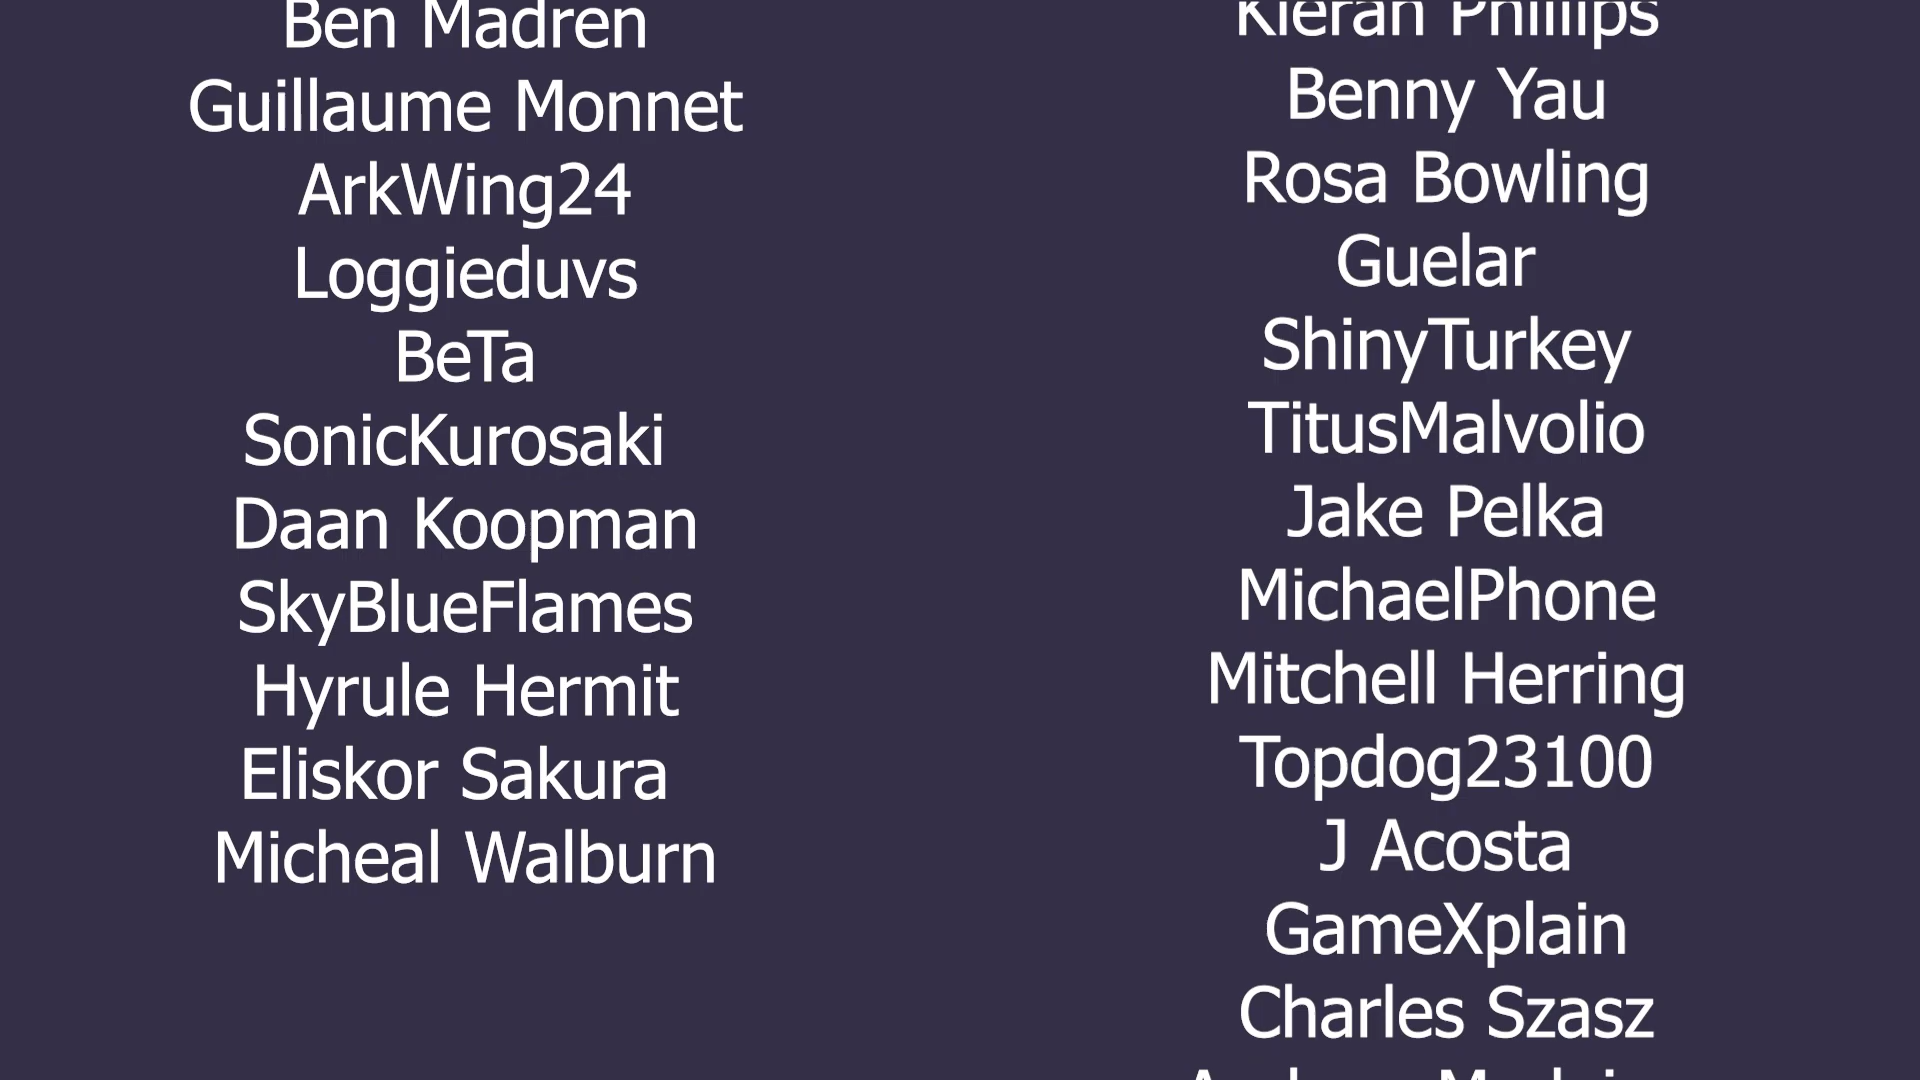 Ben Madren
Guillaume Monnet
ArkWing24
Loggieduvs
BeTa
SonicKurosaki
Daan Koopman
SkyBlueFlames
Hyrule Hermit
Eliskor Sakura
Micheal Walburn
Kieran Phillips
Benny Yau
Rosa Bowling
Guelar
ShinyTurkey
TitusMalvolio
Jake Pelka
MichaelPhone
Mitchell Herring
Topdog23100
J Acosta
GameXplain
Charles Szasz